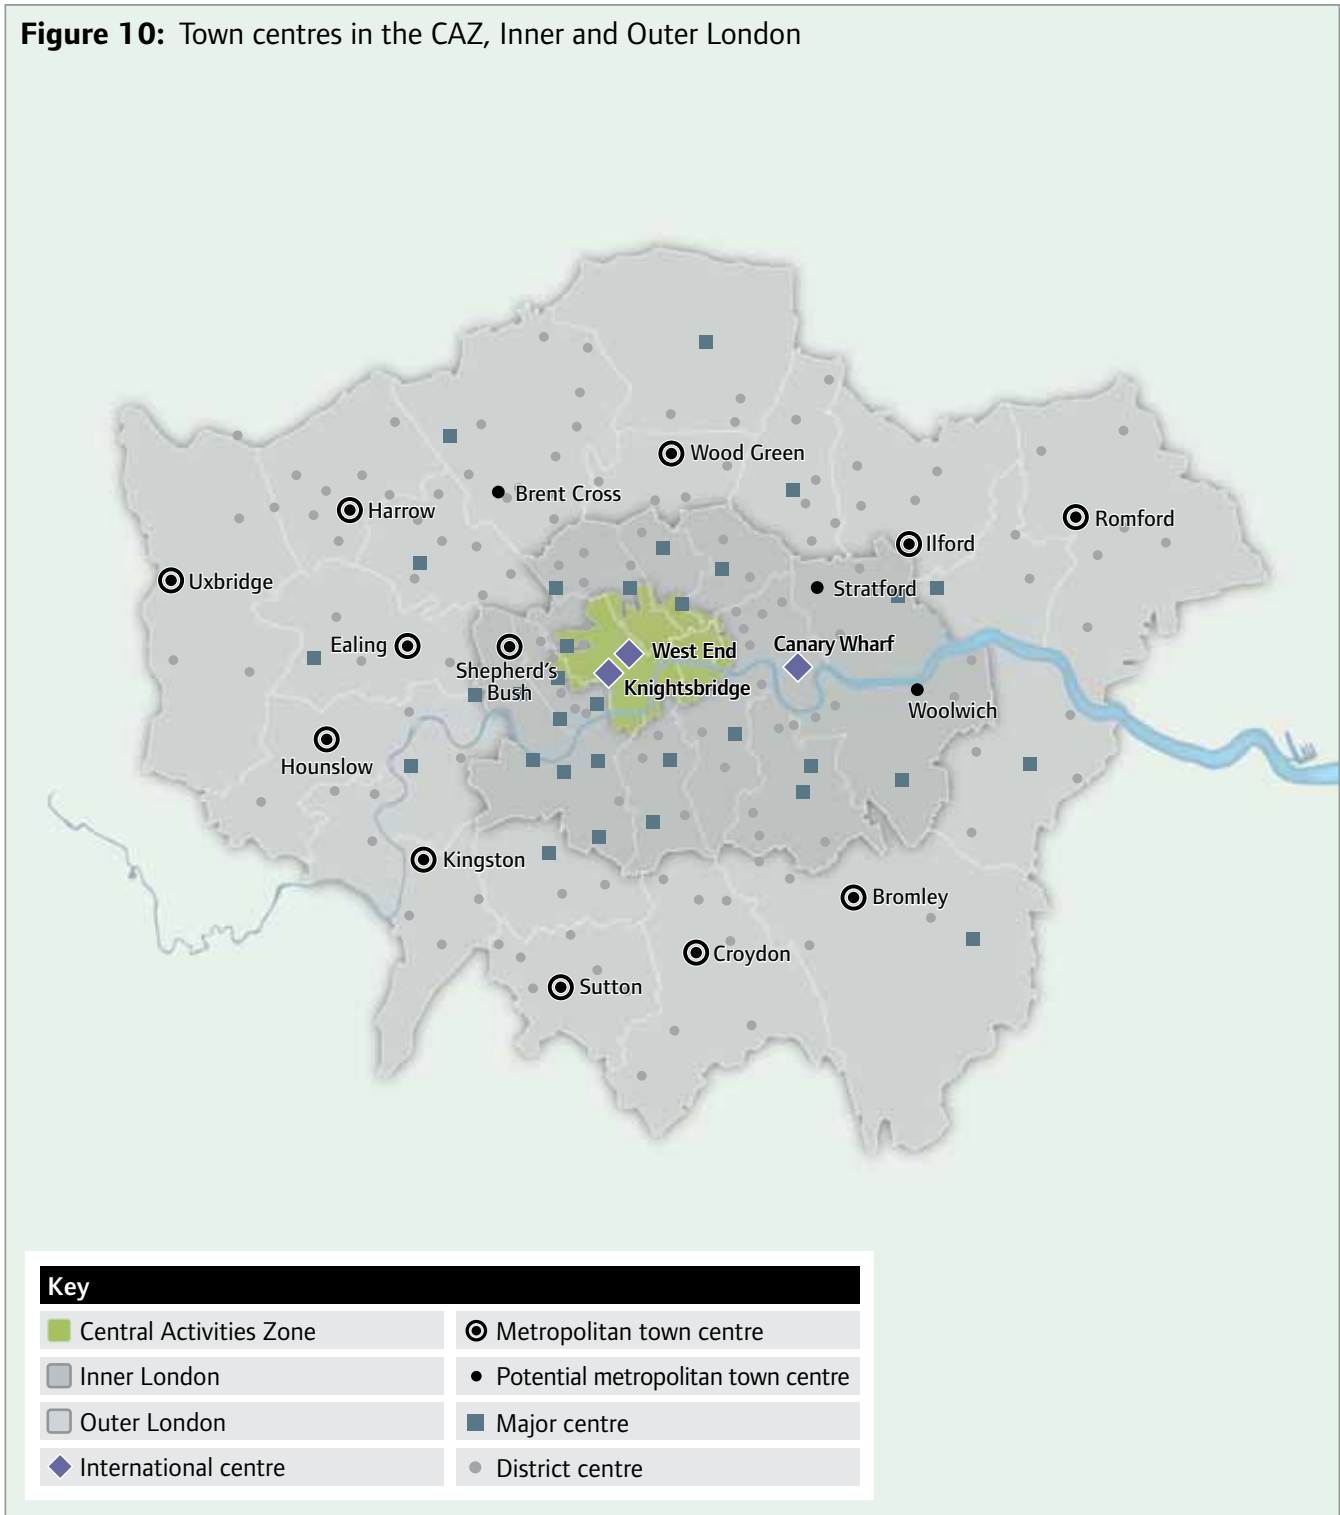 Figure 10: Town centres in the CAZ, Inner and Outer London
Wood Green
Brent Cross
Harrow
Romford
Ilford
Uxbridge
Stratford
Ealing
Shepherd's
Bush
West End
Canary Wharf
Knightsbridge
Woolwich
Hounslow
Kingston
Bromley
Croydon
Sutton
Key
Central Activities Zone
Inner London
Outer London
International centre
Metropolitan town centre
Potential metropolitan town centre
Major centre
District centre